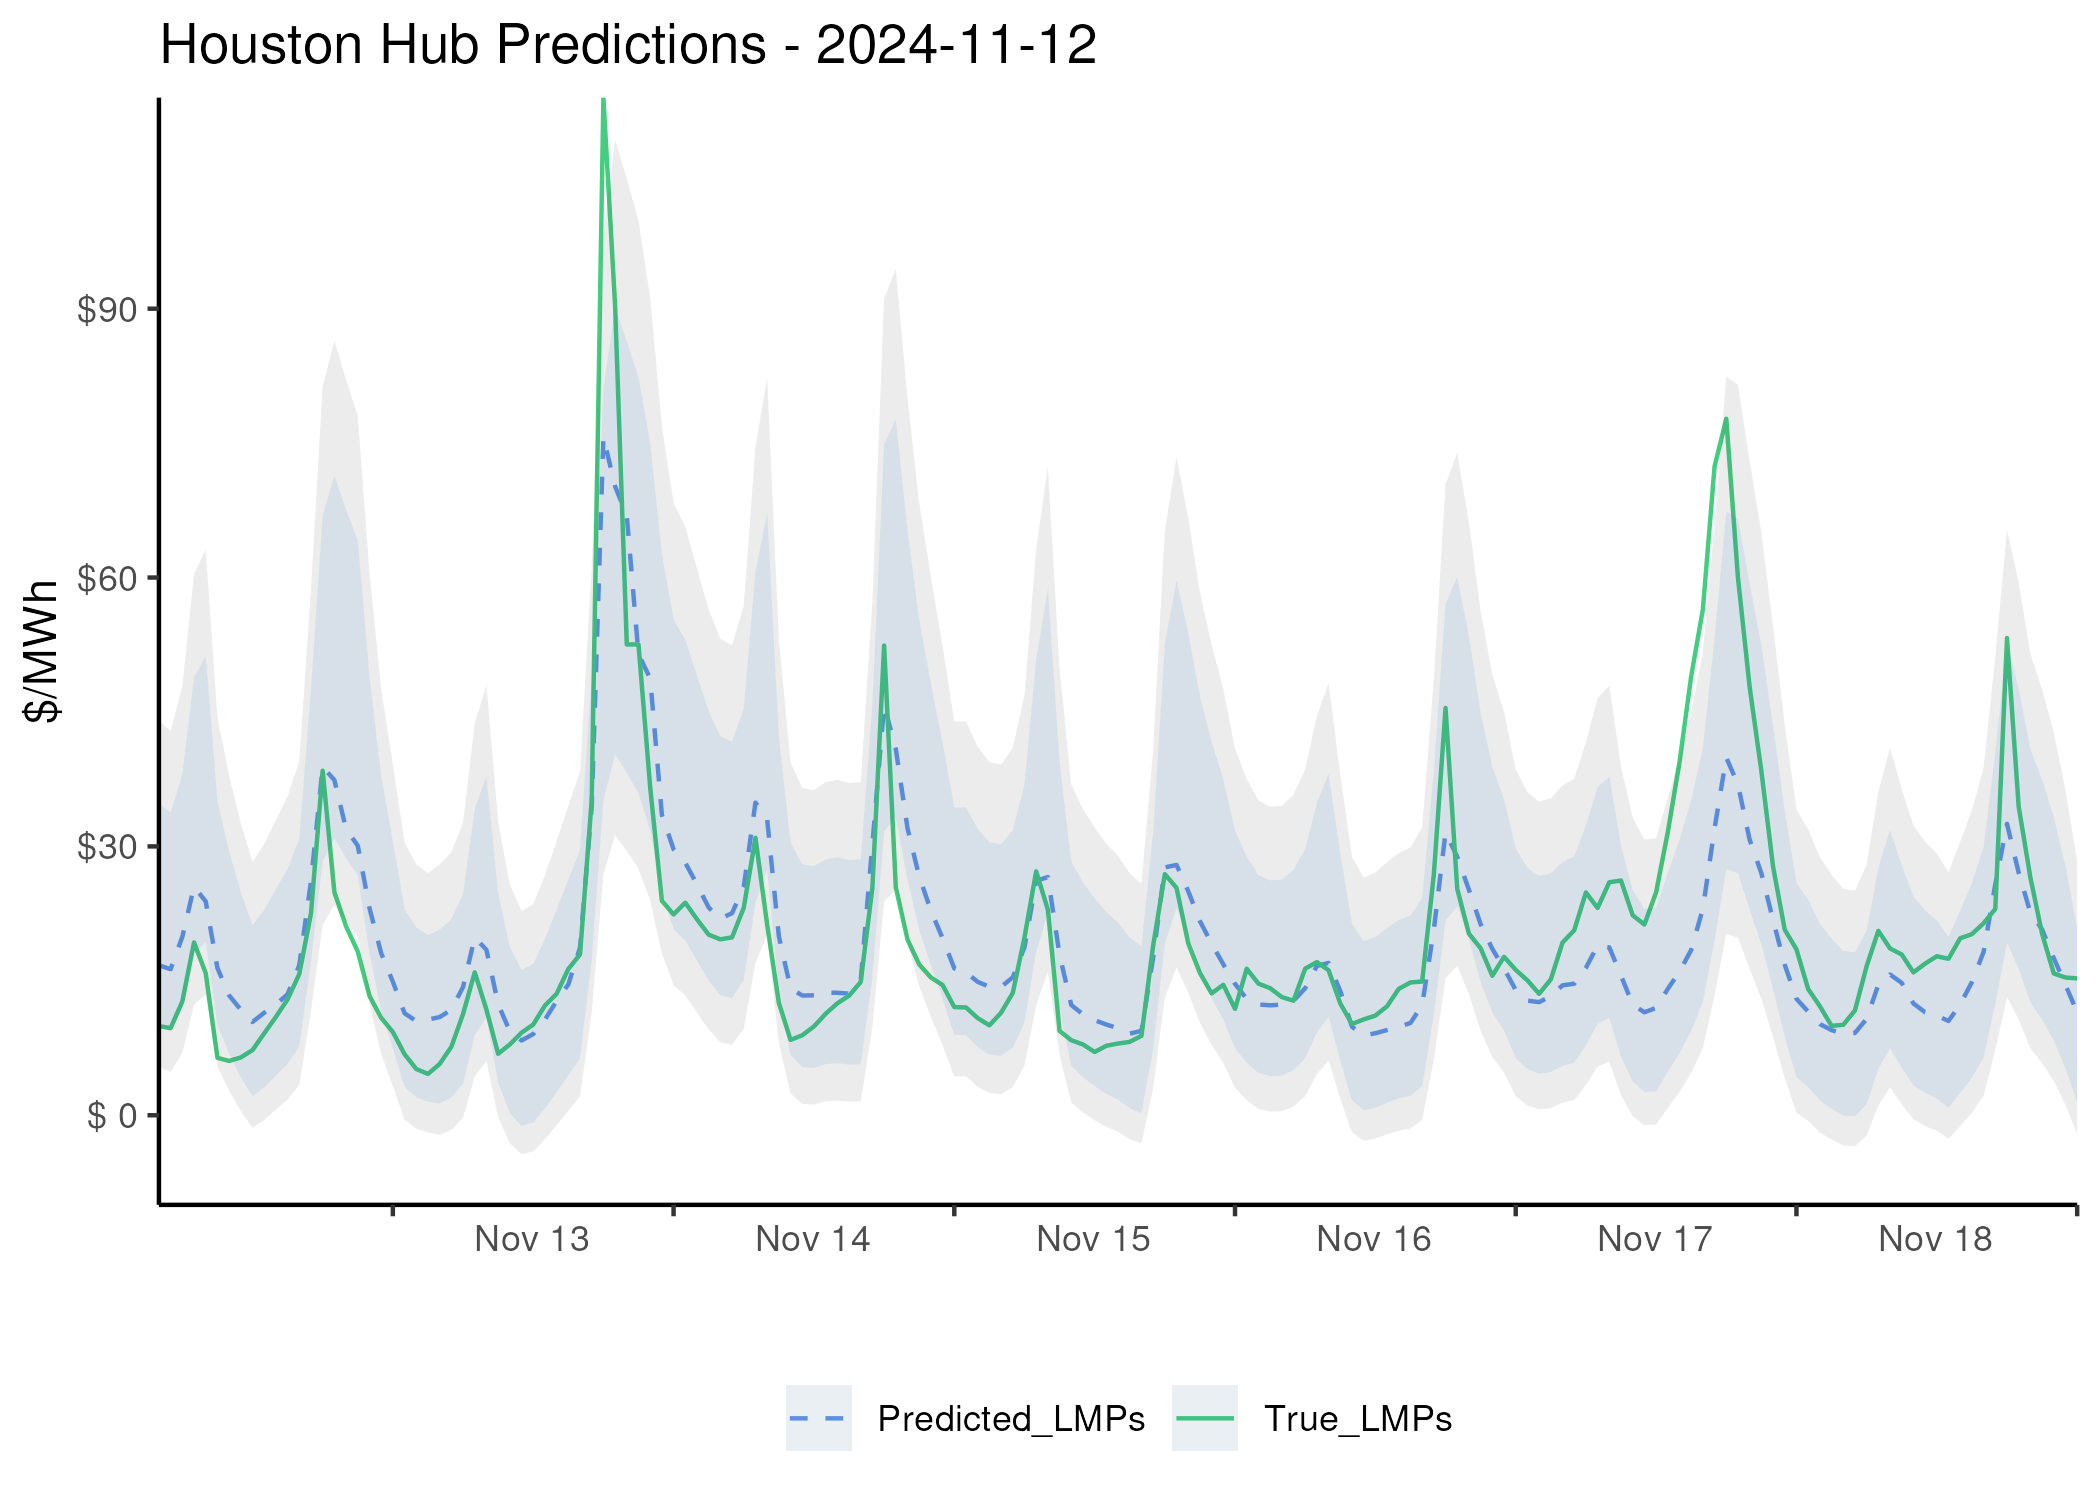 Houston Hub Predictions - 2024-11-12
$/MWh
$90
$60
$30
$ 0
Nov 13 Nov 14 Nov 15 Nov 16 Nov 17 Nov 18
Predicted_LMPs True_LMPs